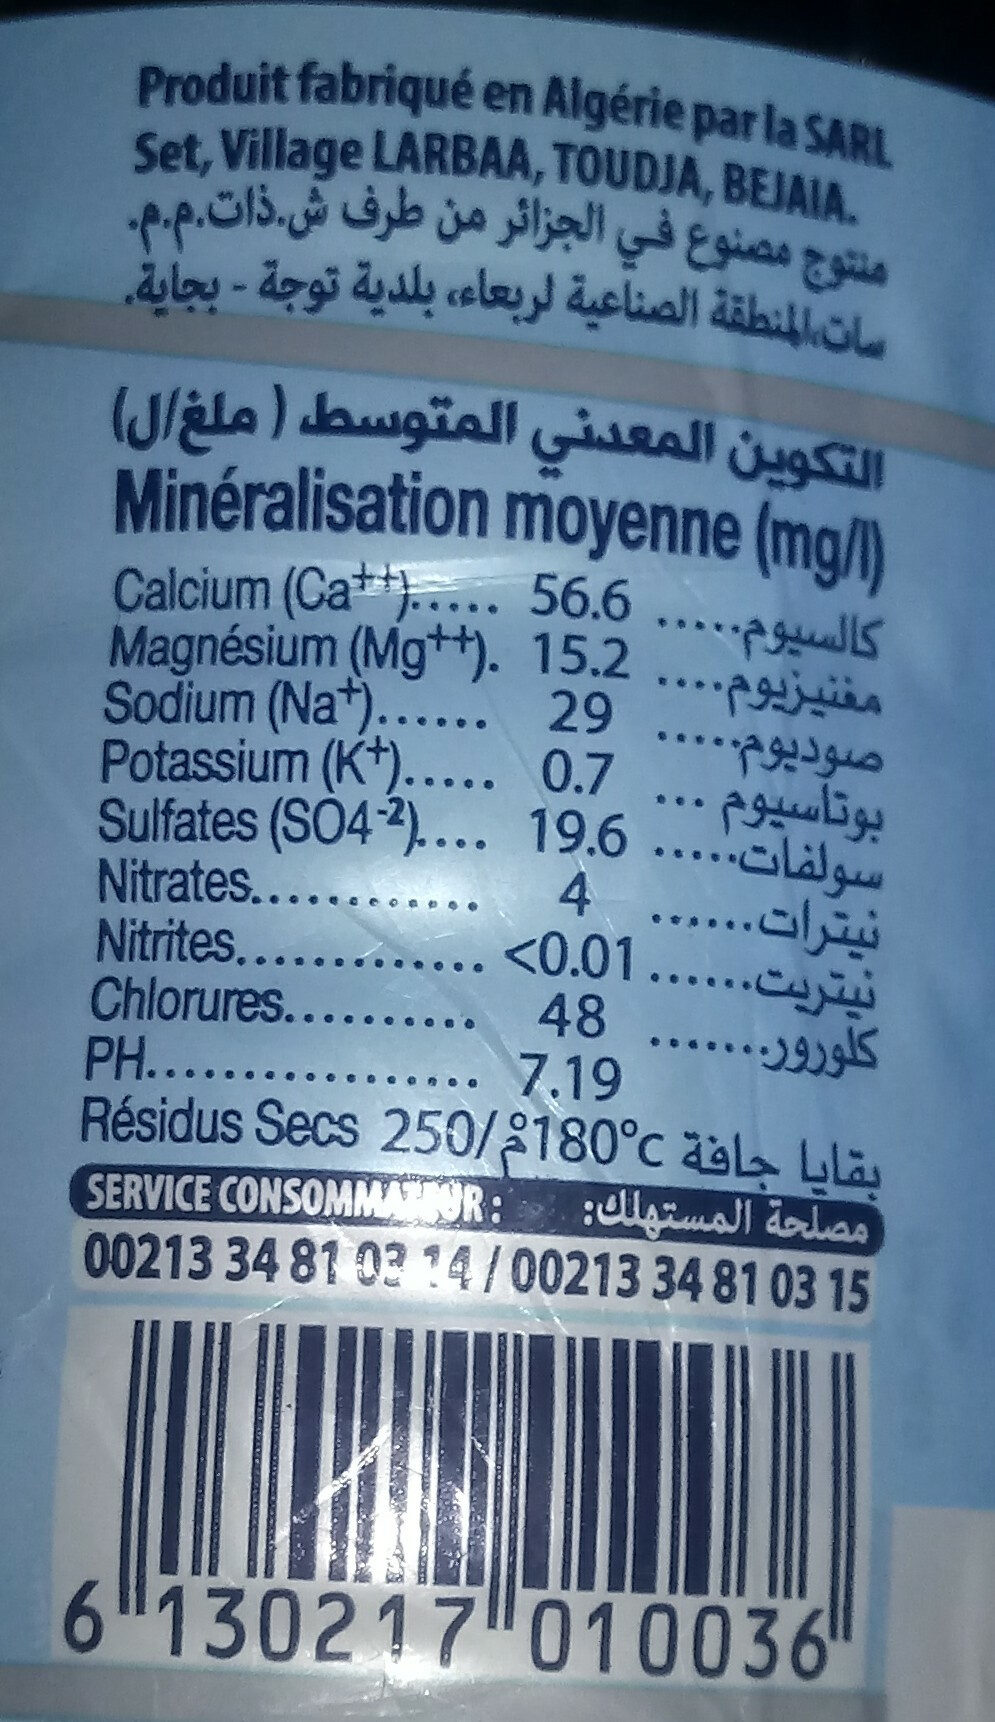 Produit fabriqué en Algérie par la SARL
Set, Village LARBAA, TOUDJA, BEJAIA.
منتوج مصنوع في الجزائر من طرف ش.ذات.م.م.
سات،المنطقة الصناعية لربعاء، بلدية توجة - بجاية.
التكوين المعدني المتوسط ( ملغ/ل)
Minéralisation moyenne (mg/l)
Calcium (Ca++)..... 56.6 .....كالسيوم
Magnésium (Mg++). 15.2 ....مغنيزيوم
Sodium (Na+)...... 29 .....صوديوم
Potassium (K+)..... 0.7 ... بوتاسيوم
Sulfates (SO4-2).... 19.6 .....سولفات
Nitrates............ 4 ......نيترات
Nitrites............. <0.01 ......نيتريت
Chlorures.......... 48 .......كلورور
PH................. 7.19
Résidus Secs 250/م°180°c بقايا جافة
SERVICE CONSOMMATEUR : مصلحة المستهلك:
00213 34 81 03 14 / 00213 34 81 03 15
6 130217 010036